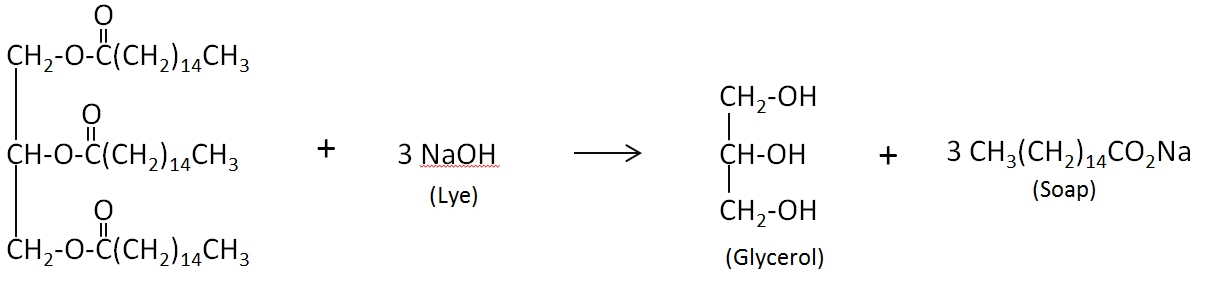 O
CH₂-O-C(CH₂)₁₄CH₃
O
CH-O-C(CH₂)₁₄CH₃
O
CH₂-O-C(CH₂)₁₄CH₃
+
3 NaOH
(Lye)
CH₂-OH
CH-OH
CH₂-OH
(Glycerol)
+
3 CH₃(CH₂)₁₄CO₂Na
(Soap)